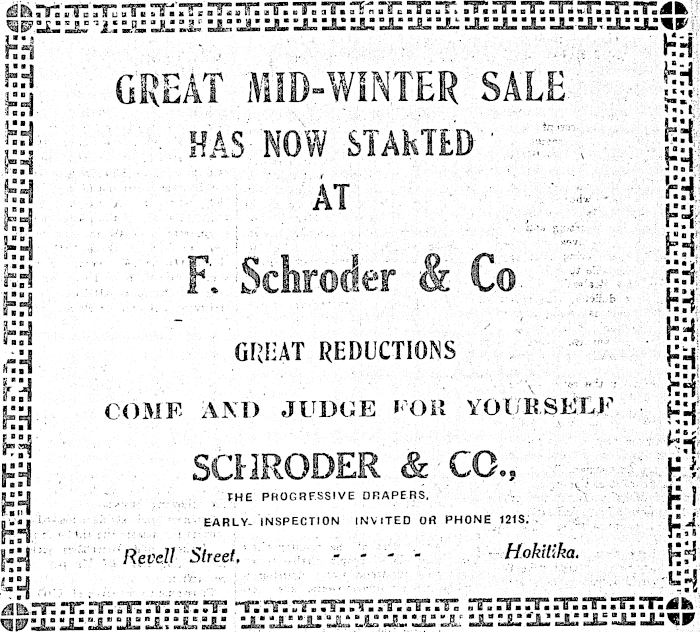 GREAT MID-WINTER SALE
HAS NOW STARTED
AT
F. Schroder & Co
GREAT REDUCTIONS
COME AND JUDGE FOR YOURSELF
SCHRODER & CO.,
THE PROGRESSIVE DRAPERS.
EARLY- INSPECTION INVITED OR PHONE 121S.
Revell Street, - - - - Hokitika.